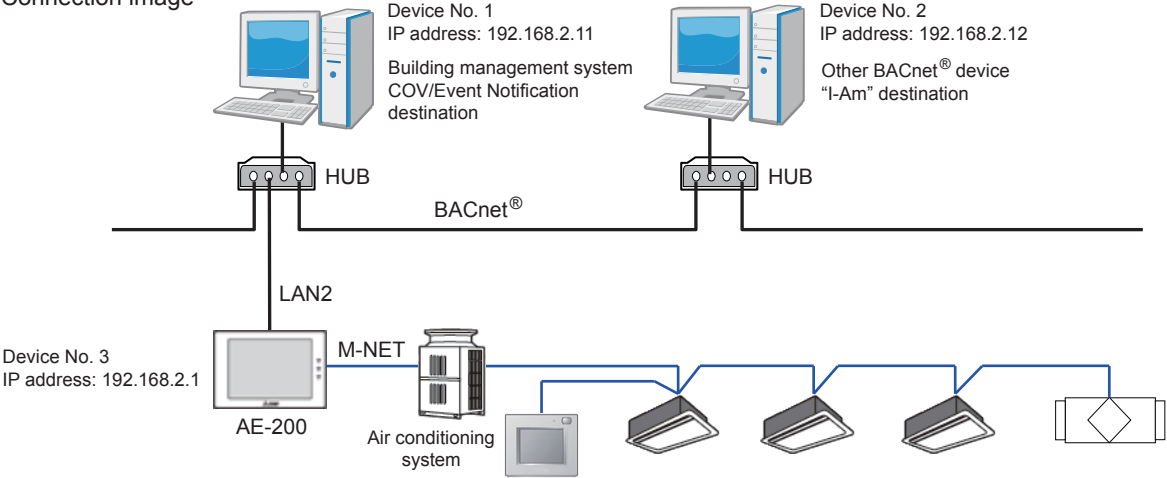 Connection image
Device No. 1
IP address: 192.168.2.11
Building management system
COV/Event Notification
destination
Device No. 2
IP address: 192.168.2.12
Other BACnet® device
“I-Am” destination
HUB
HUB
BACnet®
LAN2
Device No. 3
IP address: 192.168.2.1
M-NET
AE-200
Air conditioning
system